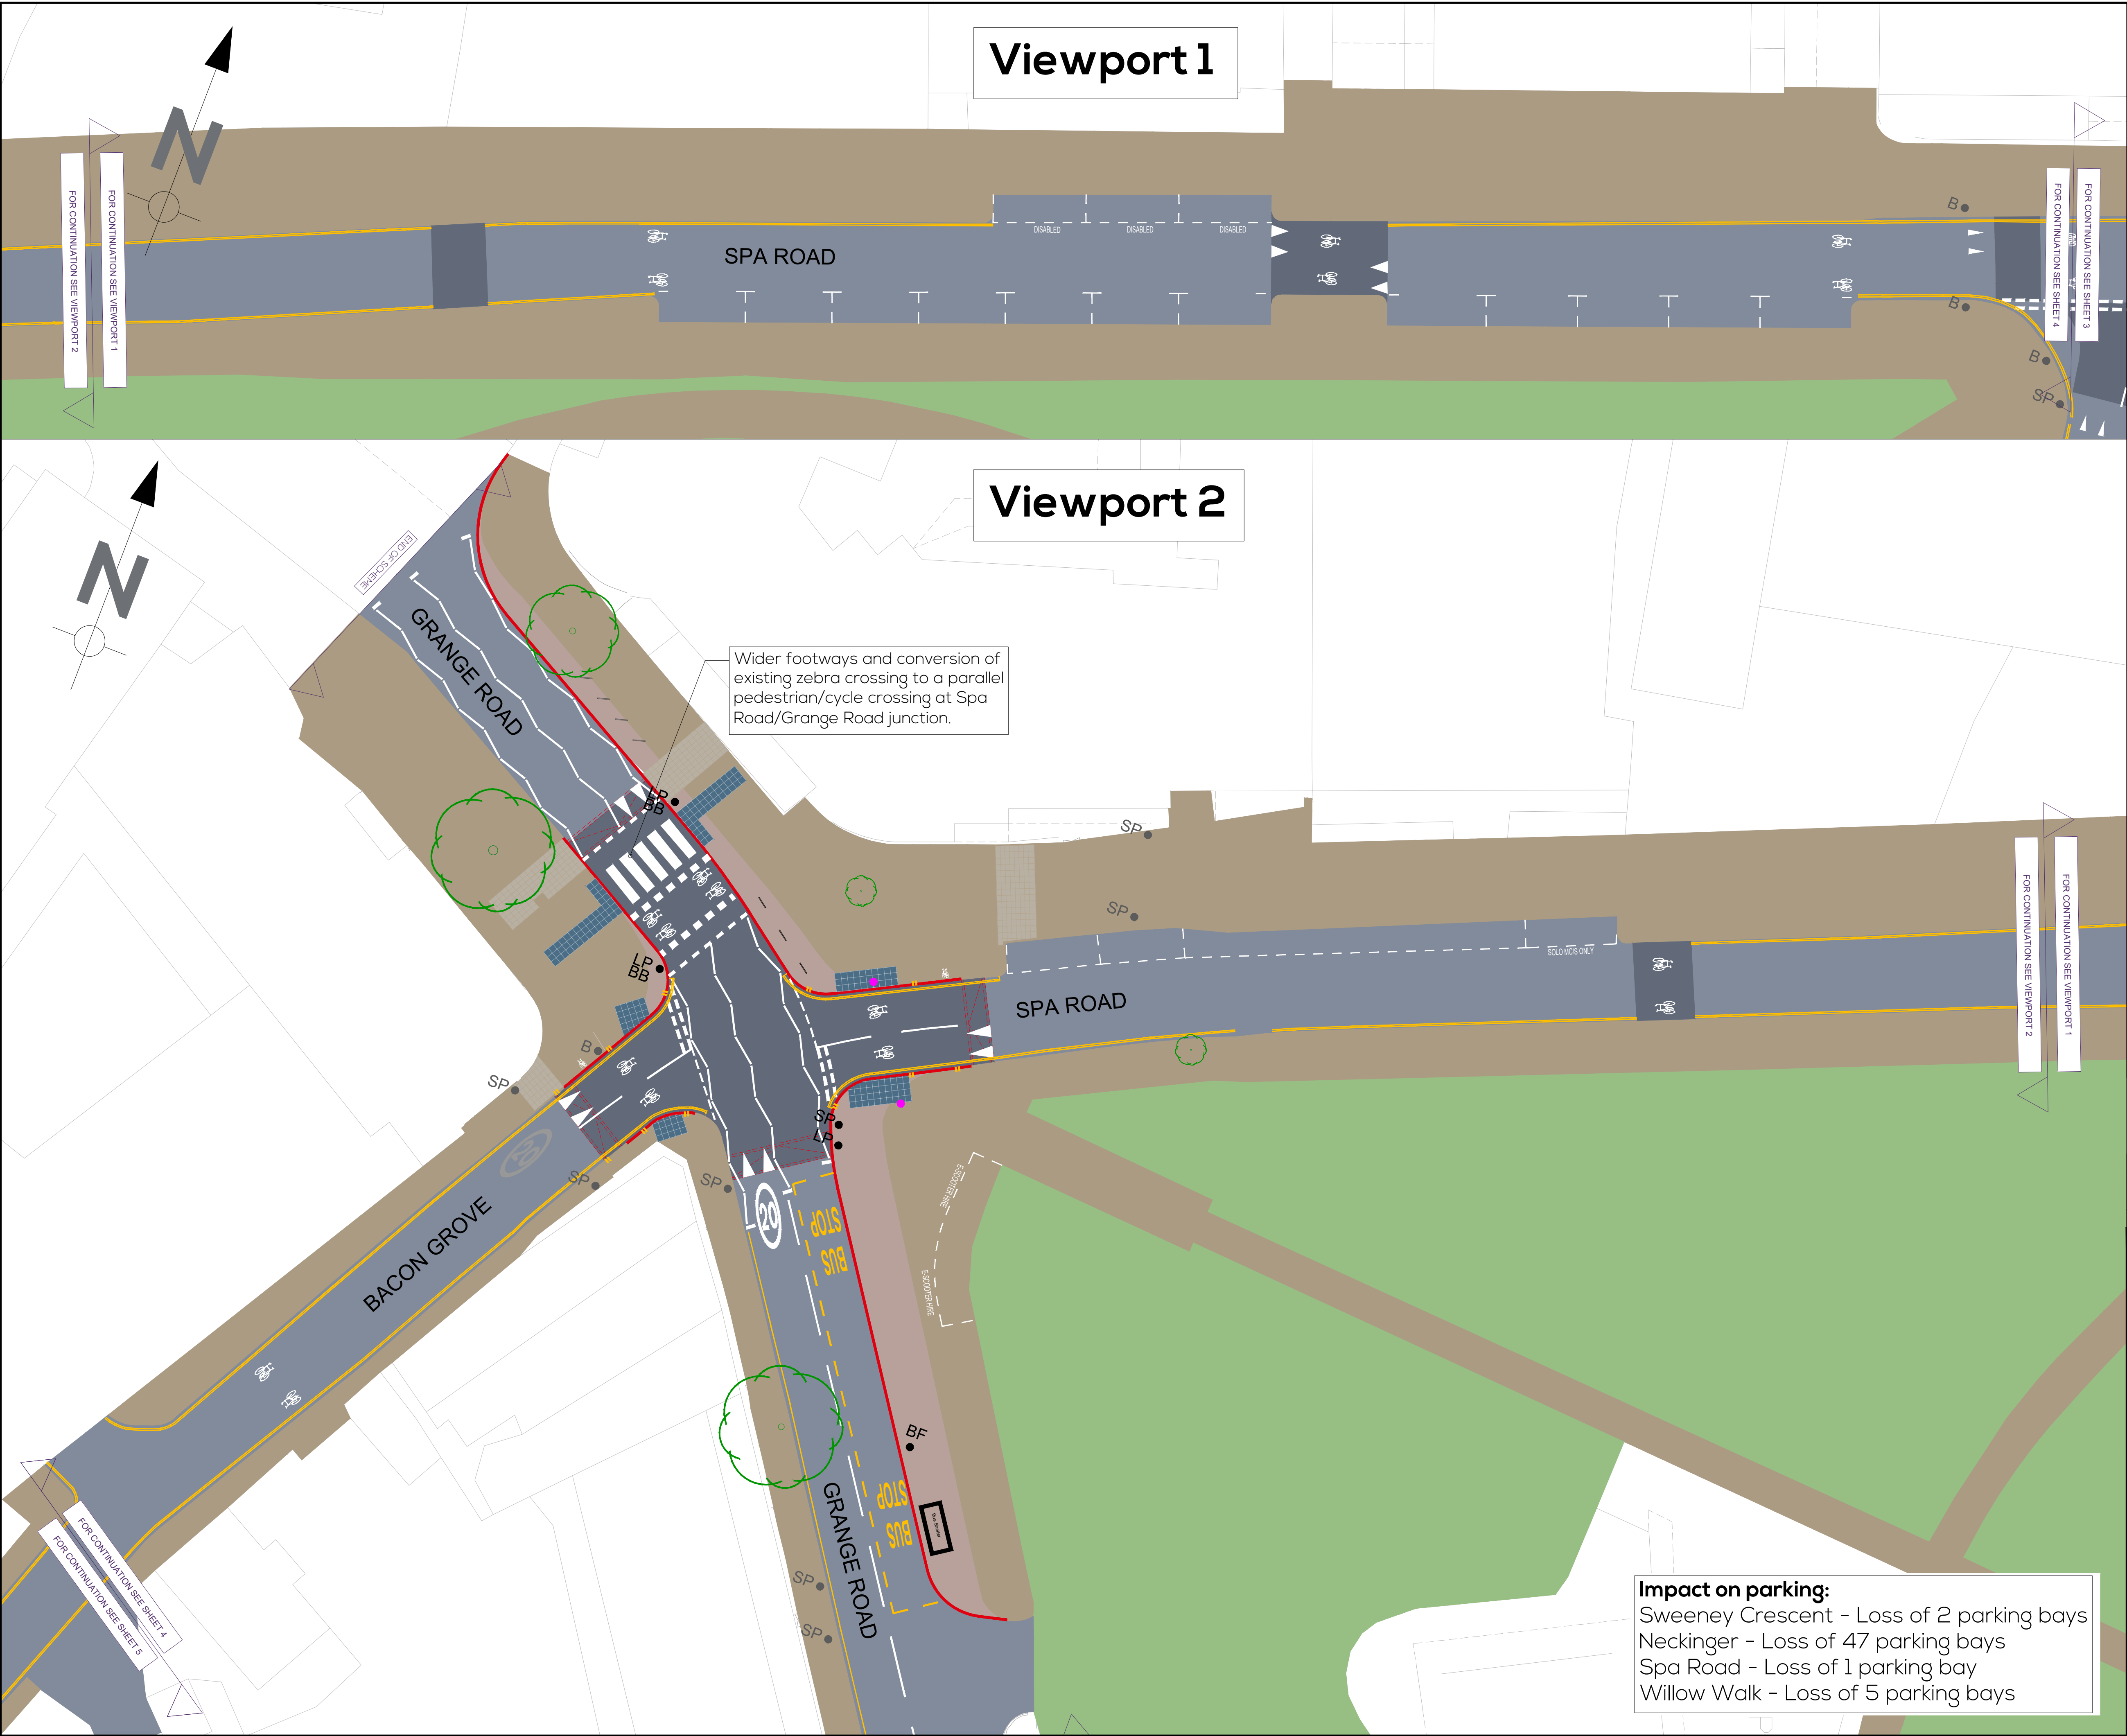 Viewport 1
N
FOR CONTINUATION SEE VIEWPORT 2
FOR CONTINUATION SEE VIEWPORT 1
SPA ROAD
DISABLED
DISABLED
DISABLED
B
B
B
SP
FOR CONTINUATION SEE SHEET 4
FOR CONTINUATION SEE SHEET 3
Viewport 2
N
END OF SCHEME
GRANGE ROAD
Wider footways and conversion of
existing zebra crossing to a parallel
pedestrian/cycle crossing at Spa
Road/Grange Road junction.
LP
BB
SP
SP
LP
BB
SOLO M/C/S ONLY
SPA ROAD
FOR CONTINUATION SEE VIEWPORT 2
FOR CONTINUATION SEE VIEWPORT 1
B
SP
SP
SP
SP
LP
20
20
BACON GROVE
BUS
STOP
E-SCOOTER HIRE
E-SCOOTER HIRE
BF
BUS
STOP
Bus Shelter
GRANGE ROAD
SP
SP
FOR CONTINUATION SEE SHEET 4
FOR CONTINUATION SEE SHEET 5
Impact on parking:
Sweeney Crescent - Loss of 2 parking bays
Neckinger - Loss of 47 parking bays
Spa Road - Loss of 1 parking bay
Willow Walk - Loss of 5 parking bays